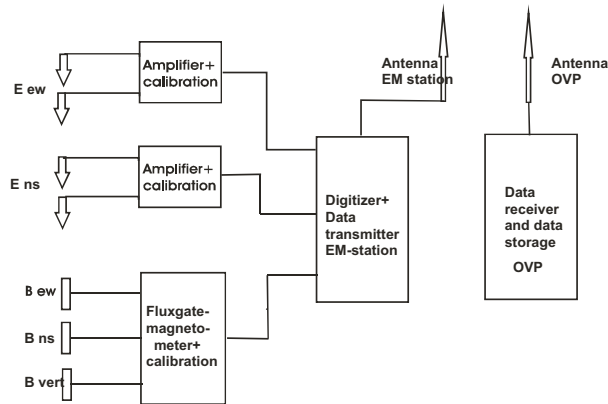 Amplifier+
calibration
E ew
Antenna
EM station
Antenna
OVP
Amplifier+
calibration
E ns
Digitizer+
Data
transmitter
EM-station
Data
receiver
and data
storage
OVP
B ew
B ns
B vert
Fluxgate-
magneto-
meter+
calibration